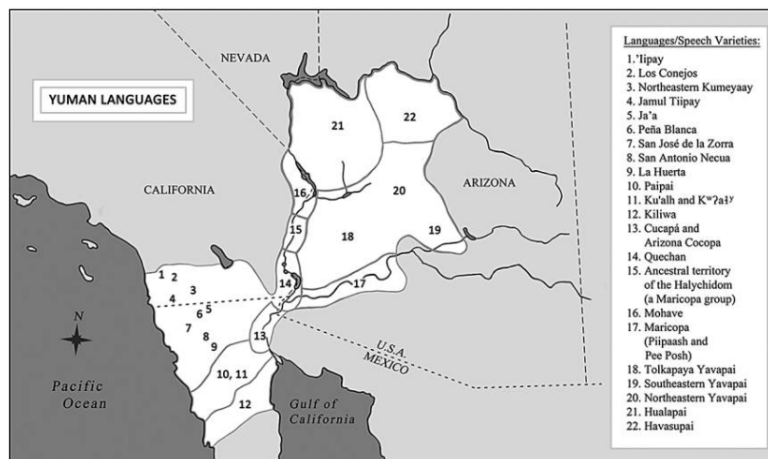 NEVADA
YUMAN LANGUAGES
CALIFORNIA
ARIZONA
N
Pacific
Ocean
U.S.A.
MEXICO
Gulf of
California
21
22
16
20
15
18
19
14
17
1
2
3
4
5
6
7
8
9
13
10, 11
12
Languages/Speech Varieties:
1. 'Iipay
2. Los Conejos
3. Northeastern Kumeyaay
4. Jamul Tiipay
5. Ja'a
6. Peña Blanca
7. San José de la Zorra
8. San Antonio Necua
9. La Huerta
10. Paipai
11. Ku'alh and Kʷʔaɬʸ
12. Kiliwa
13. Cucapá and
Arizona Cocopa
14. Quechan
15. Ancestral territory
of the Halychidom
(a Maricopa group)
16. Mohave
17. Maricopa
(Piipaash and
Pee Posh)
18. Tolkapaya Yavapai
19. Southeastern Yavapai
20. Northeastern Yavapai
21. Hualapai
22. Havasupai